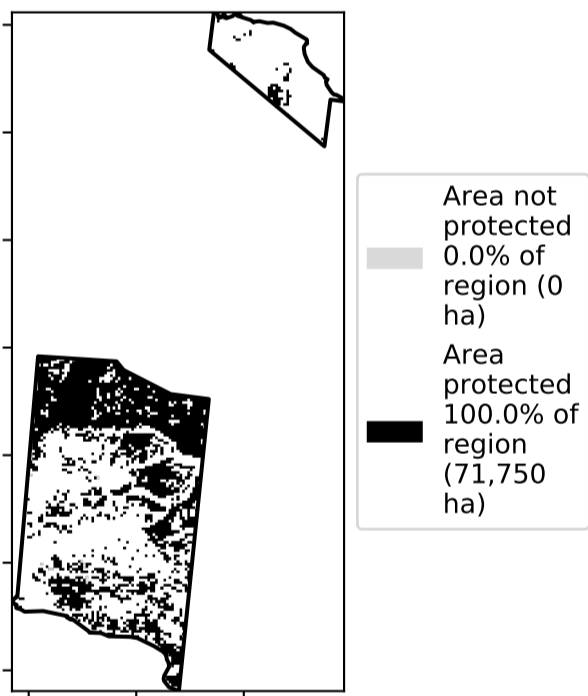 Area not
protected
0.0% of
region (0
ha)
Area
protected
100.0% of
region
(71,750
ha)